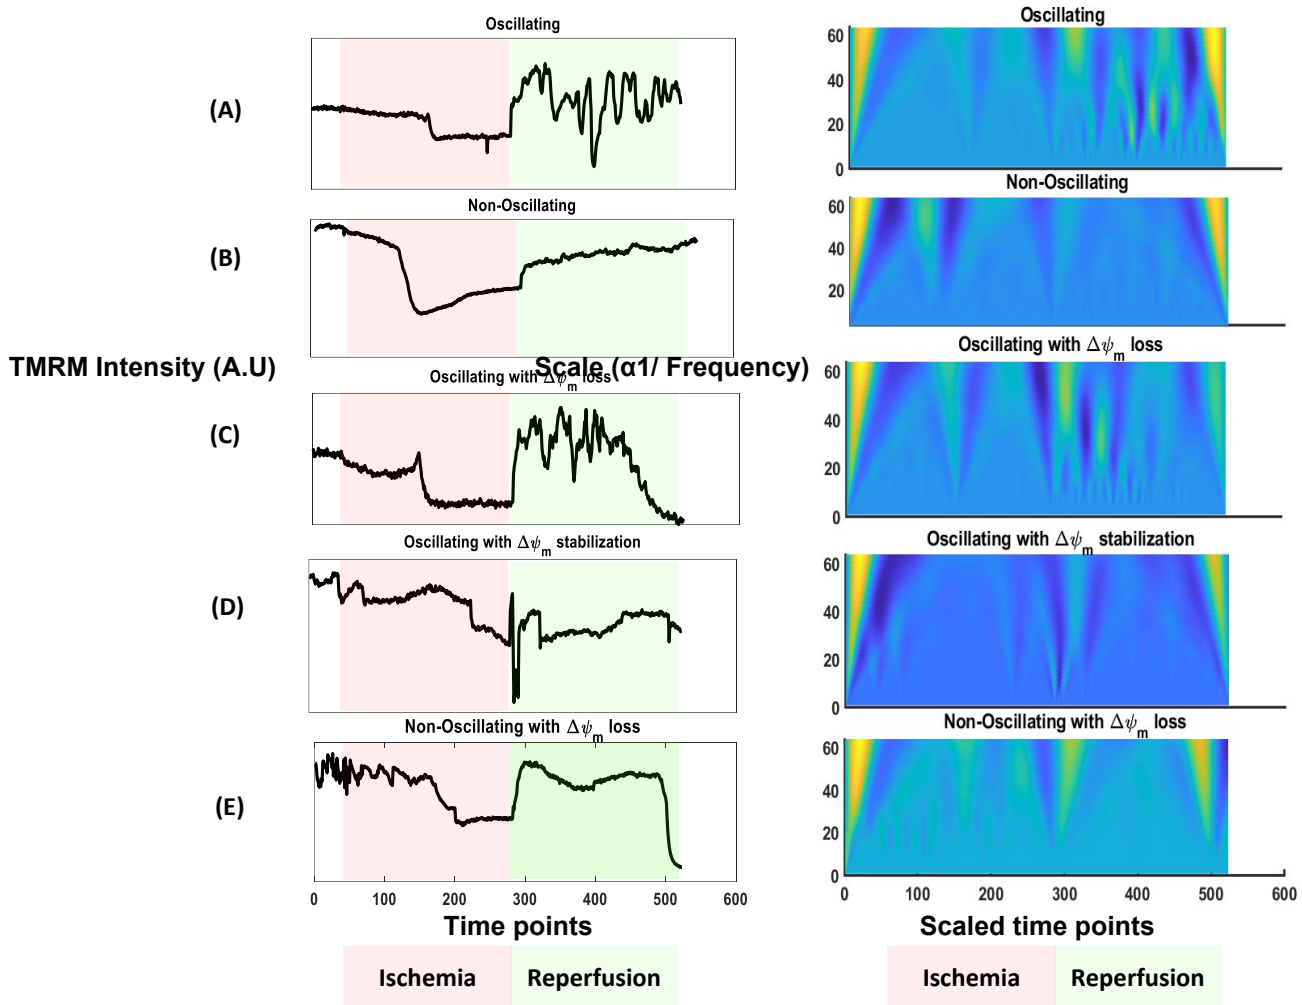 Oscillating
Oscillating
(A)
60
40
20
0
Non-Oscillating
Non-Oscillating
(B)
60
40
20
TMRM Intensity (A.U)
Scale (α1/ Frequency)
Oscillating with Δψm loss
Oscillating with Δψm loss
(C)
60
40
20
0
Oscillating with Δψm stabilization
Oscillating with Δψm stabilization
(D)
60
40
20
0
Non-Oscillating with Δψm loss
Non-Oscillating with Δψm loss
(E)
60
40
20
0
0 100 200 300 400 500 600
0 100 200 300 400 500 600
Time points
Scaled time points
Ischemia Reperfusion
Ischemia Reperfusion